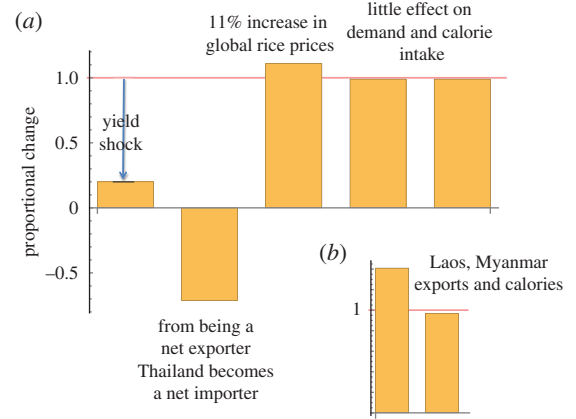 (a)
11% increase in
global rice prices
little effect on
demand and calorie
intake
proportional change
1.0
0.5
0
−0.5
yield
shock
from being a
net exporter
Thailand becomes
a net importer
(b)
Laos, Myanmar
exports and calories
1